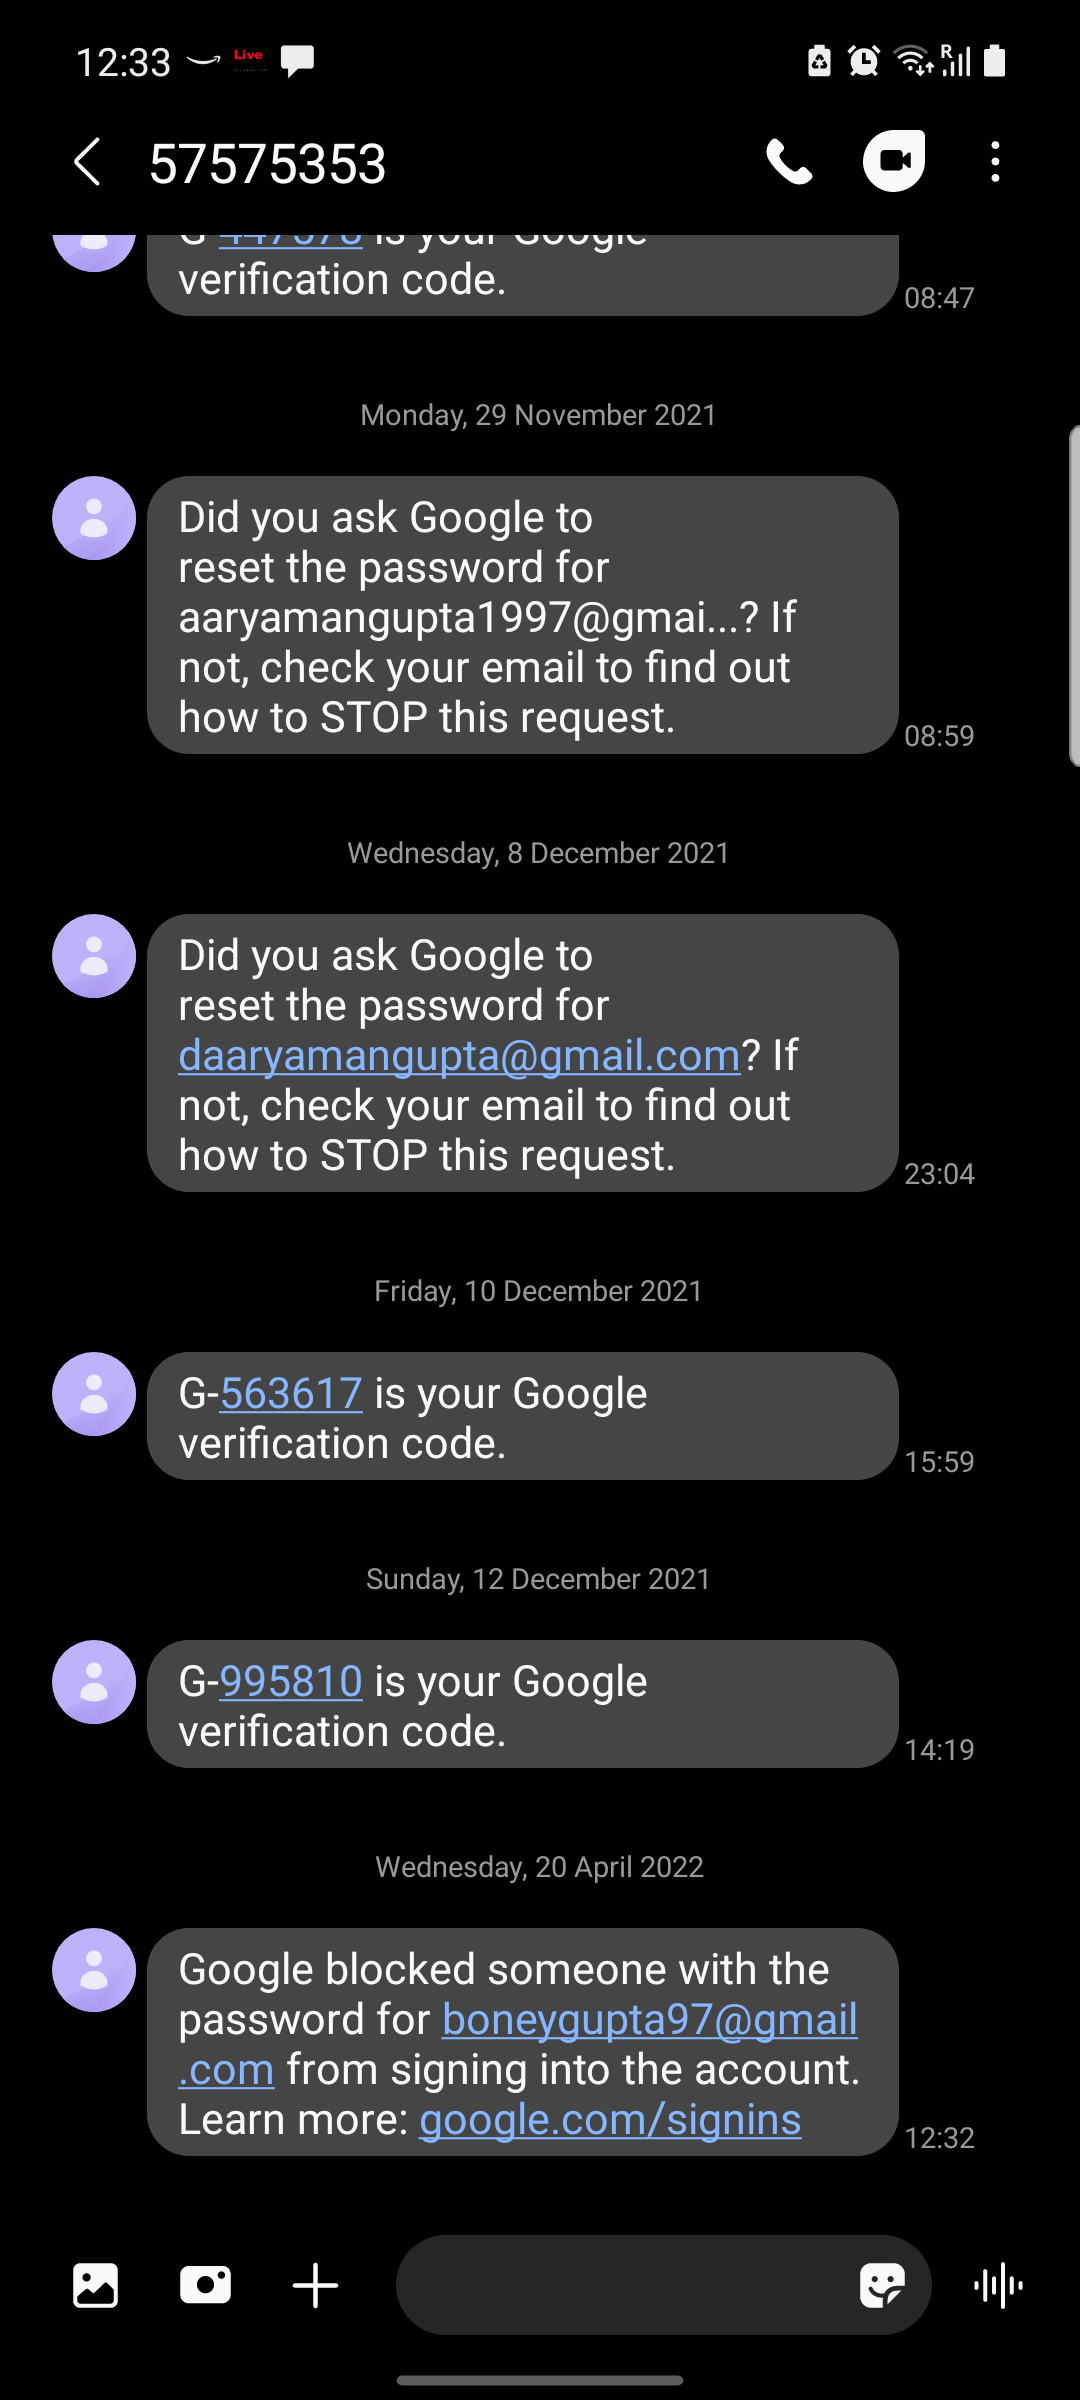 12:33 Live R
57575353
is your Google
verification code.
08:47
Monday, 29 November 2021
Did you ask Google to
reset the password for
aaryamangupta1997@gmai...? If
not, check your email to find out
how to STOP this request.
08:59
Wednesday, 8 December 2021
Did you ask Google to
reset the password for
daaryamangupta@gmail.com? If
not, check your email to find out
how to STOP this request.
23:04
Friday, 10 December 2021
G-563617 is your Google
verification code.
15:59
Sunday, 12 December 2021
G-995810 is your Google
verification code.
14:19
Wednesday, 20 April 2022
Google blocked someone with the
password for boneygupta97@gmail
.com from signing into the account.
Learn more: google.com/signins
12:32